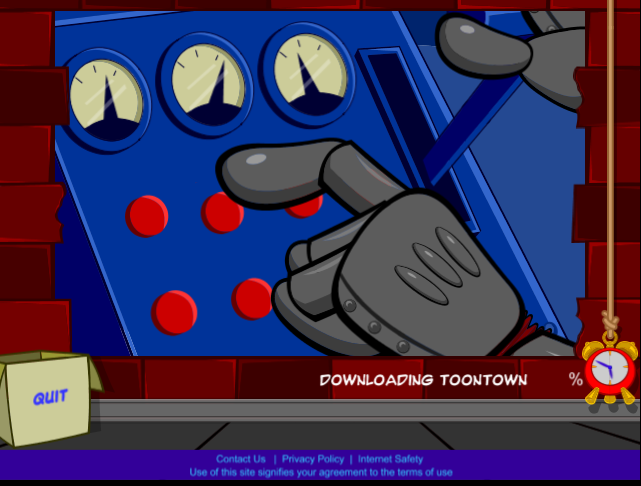 DOWNLOADING TOONTOWN %
QUIT
Contact Us | Privacy Policy | Internet Safety
Use of this site signifies your agreement to the terms of use